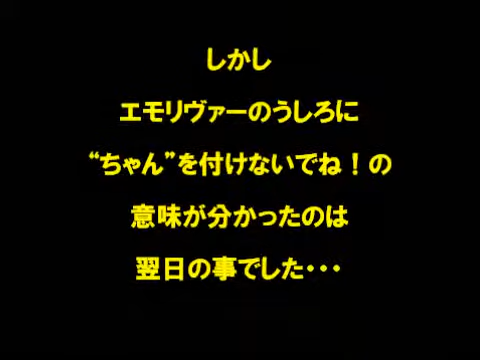 しかし
エモリヴァーのうしろに
“ちゃん”を付けないでね！の
意味が分かったのは
翌日の事でした・・・